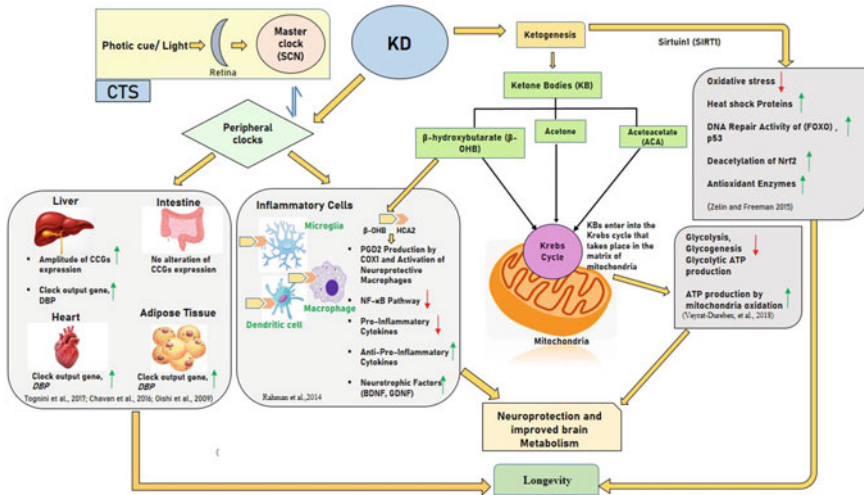 Photic cue/ Light
Retina
Master
clock
(SCN)
CTS
KD
Ketogenesis
Sirtuin1 (SIRT1)
Ketone Bodies (KB)
β-hydroxybutarate (β-
OHB)
Acetone
Acetoacetate
(ACA)
Oxidative stress
Heat shock Proteins
DNA Repair Activity of (FOXO) ,
p53
Deacetylation of Nrf2
Antioxidant Enzymes
(Zelin and Freeman 2015)
Peripheral
clocks
Liver
Amplitude of CCGs
expression
Clock output gene,
DBP
Intestine
No alteration of
CCGs expression
Heart
Clock output gene,
DBP
Adipose Tissue
Clock output gene,
DBP
Tognini et al., 2017; Chavan et al., 2016; Oishi et al., 2009)
(
Inflammatory Cells
Microglia
Macrophage
Dendritic cell
β-OHB
HCA2
PGD2 Production by
COX1 and Activation of
Neuroprotective
Macrophages
NF-κB Pathway
Pro-Inflammatory
Cytokines
Anti-Pro-Inflammatory
Cytokines
Neurotrophic Factors
(BDNF, GDNF)
Rahman et al.,2014
Krebs
Cycle
KBs enter into the
Krebs cycle that
takes place in the
matrix of
mitochondria
Mitochondria
Glycolysis,
Glycogenesis
Glycolytic ATP
production
ATP production by
mitochondria oxidation
(Veyrat-Durebex, et al., 2018)
Neuroprotection and
improved brain
Metabolism
Longevity